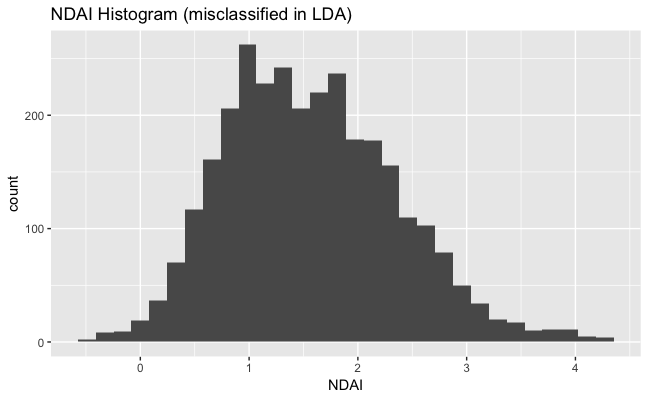 NDAI Histogram (misclassified in LDA)
200
100
0
count
0 1 2 3 4
NDAI